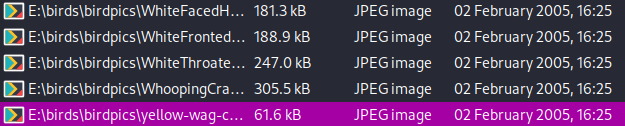 E:\birds\birdpics\WhiteFacedH... 181.3 kB JPEG image 02 February 2005, 16:25
E:\birds\birdpics\WhiteFronted... 188.9 kB JPEG image 02 February 2005, 16:25
E:\birds\birdpics\WhiteThroate... 247.0 kB JPEG image 02 February 2005, 16:25
E:\birds\birdpics\WhoopingCra... 305.5 kB JPEG image 02 February 2005, 16:25
E:\birds\birdpics\yellow-wag-c... 61.6 kB JPEG image 02 February 2005, 16:25